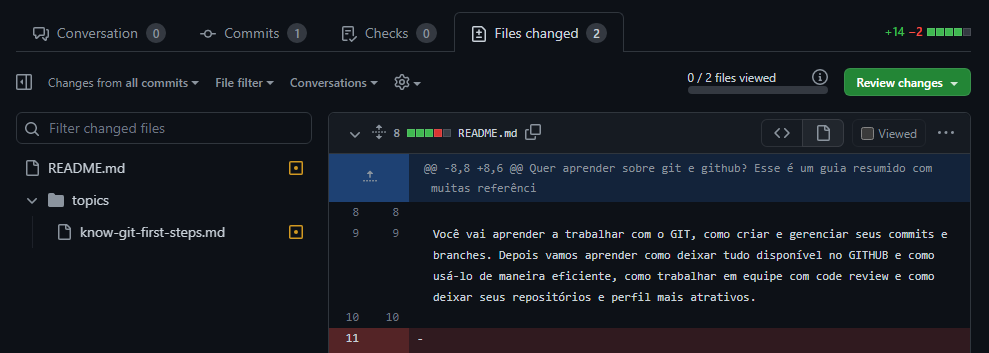 Conversation 0 Commits 1 Checks 0 Files changed 2 +14 −2
Changes from all commits File filter Conversations 0 / 2 files viewed Review changes
Filter changed files
README.md
topics
know-git-first-steps.md
8 README.md Viewed
@@ -8,8 +8,6 @@ Quer aprender sobre git e github? Esse é um guia resumido com
muitas referênci
8 8
9 9 Você vai aprender a trabalhar com o GIT, como criar e gerenciar seus commits e
branches. Depois vamos aprender como deixar tudo disponível no GITHUB e como
usá-lo de maneira eficiente, como trabalhar em equipe com code review e como
deixar seus repositórios e perfil mais atrativos.
10 10
11 -